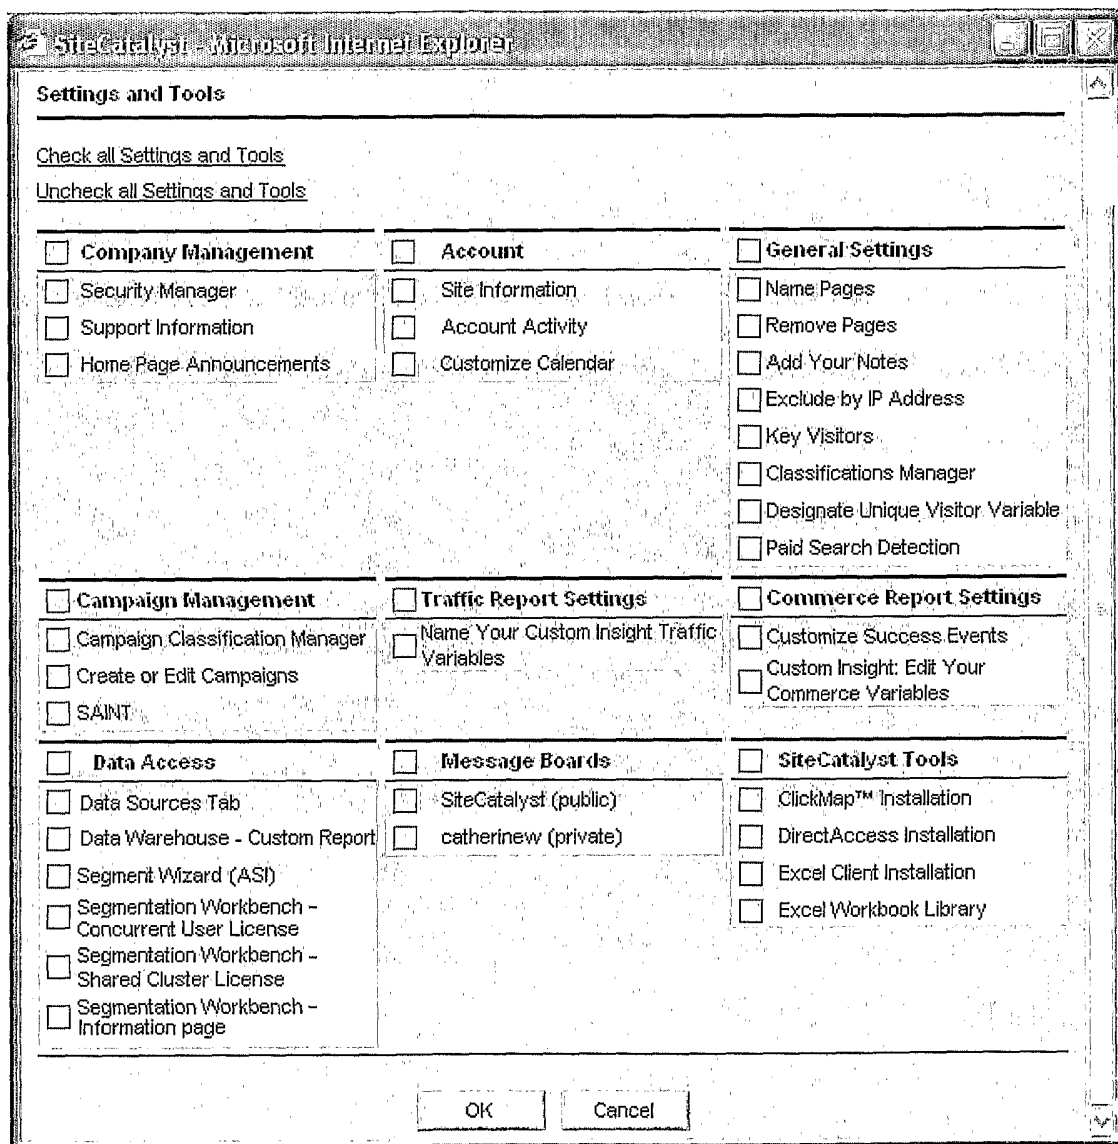 SiteCatalyst - Microsoft Internet Explorer
Settings and Tools
Check all Settings and Tools
Uncheck all Settings and Tools
Company Management
Security Manager
Support Information
Home Page Announcements
Account
Site Information
Account Activity
Customize Calendar
General Settings
Name Pages
Remove Pages
Add Your Notes
Exclude by IP Address
Key Visitors
Classifications Manager
Designate Unique Visitor Variable
Paid Search Detection
Campaign Management
Campaign Classification Manager
Create or Edit Campaigns
SAINT
Traffic Report Settings
Name Your Custom Insight Traffic
Variables
Commerce Report Settings
Customize Success Events
Custom Insight: Edit Your
Commerce Variables
Data Access
Data Sources Tab
Data Warehouse - Custom Report
Segment Wizard (ASI)
Segmentation Workbench –
Concurrent User License
Segmentation Workbench –
Shared Cluster License
Segmentation Workbench –
Information page
Message Boards
SiteCatalyst (public)
catherinew (private)
SiteCatalyst Tools
ClickMap™ Installation
DirectAccess Installation
Excel Client Installation
Excel Workbook Library
OK
Cancel